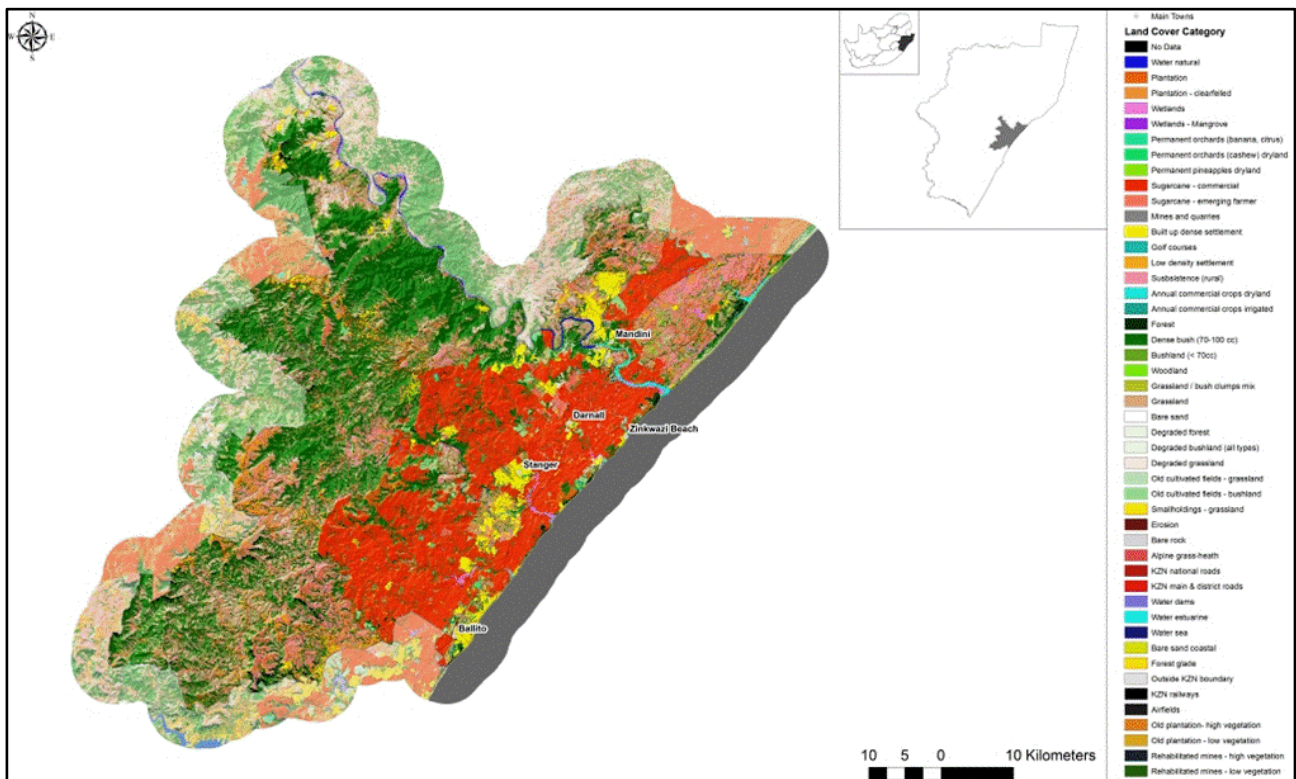 N
W
E
S
Main Towns
Land Cover Category
No Data
Water natural
Plantation
Plantation - clearfelled
Wetlands
Wetlands - Mangrove
Permanent orchards (banana, citrus)
Permanent orchards (cashew) dryland
Permanent pineapples dryland
Sugarcane - commercial
Sugarcane - emerging farmer
Mines and quarries
Built up dense settlement
Golf courses
Low density settlement
Susbsistence (rural)
Annual commercial crops dryland
Annual commercial crops irrigated
Forest
Dense bush (70-100 cc)
Bushland (< 70cc)
Woodland
Grassland / bush clumps mix
Grassland
Bare sand
Degraded forest
Degraded bushland (all types)
Degraded grassland
Old cultivated fields - grassland
Old cultivated fields - bushland
Smallholdings - grassland
Erosion
Bare rock
Alpine grass-heath
KZN national roads
KZN main & district roads
Water dams
Water estuarine
Water sea
Bare sand coastal
Forest glade
Outside KZN boundary
KZN railways
Airfields
Old plantation- high vegetation
Old plantation - low vegetation
Rehabilitated mines - high vegetation
Rehabilitated mines - low vegetation
Mandini
Darnall
Zinkwazi Beach
Stanger
Ballito
10 5 0 10 Kilometers